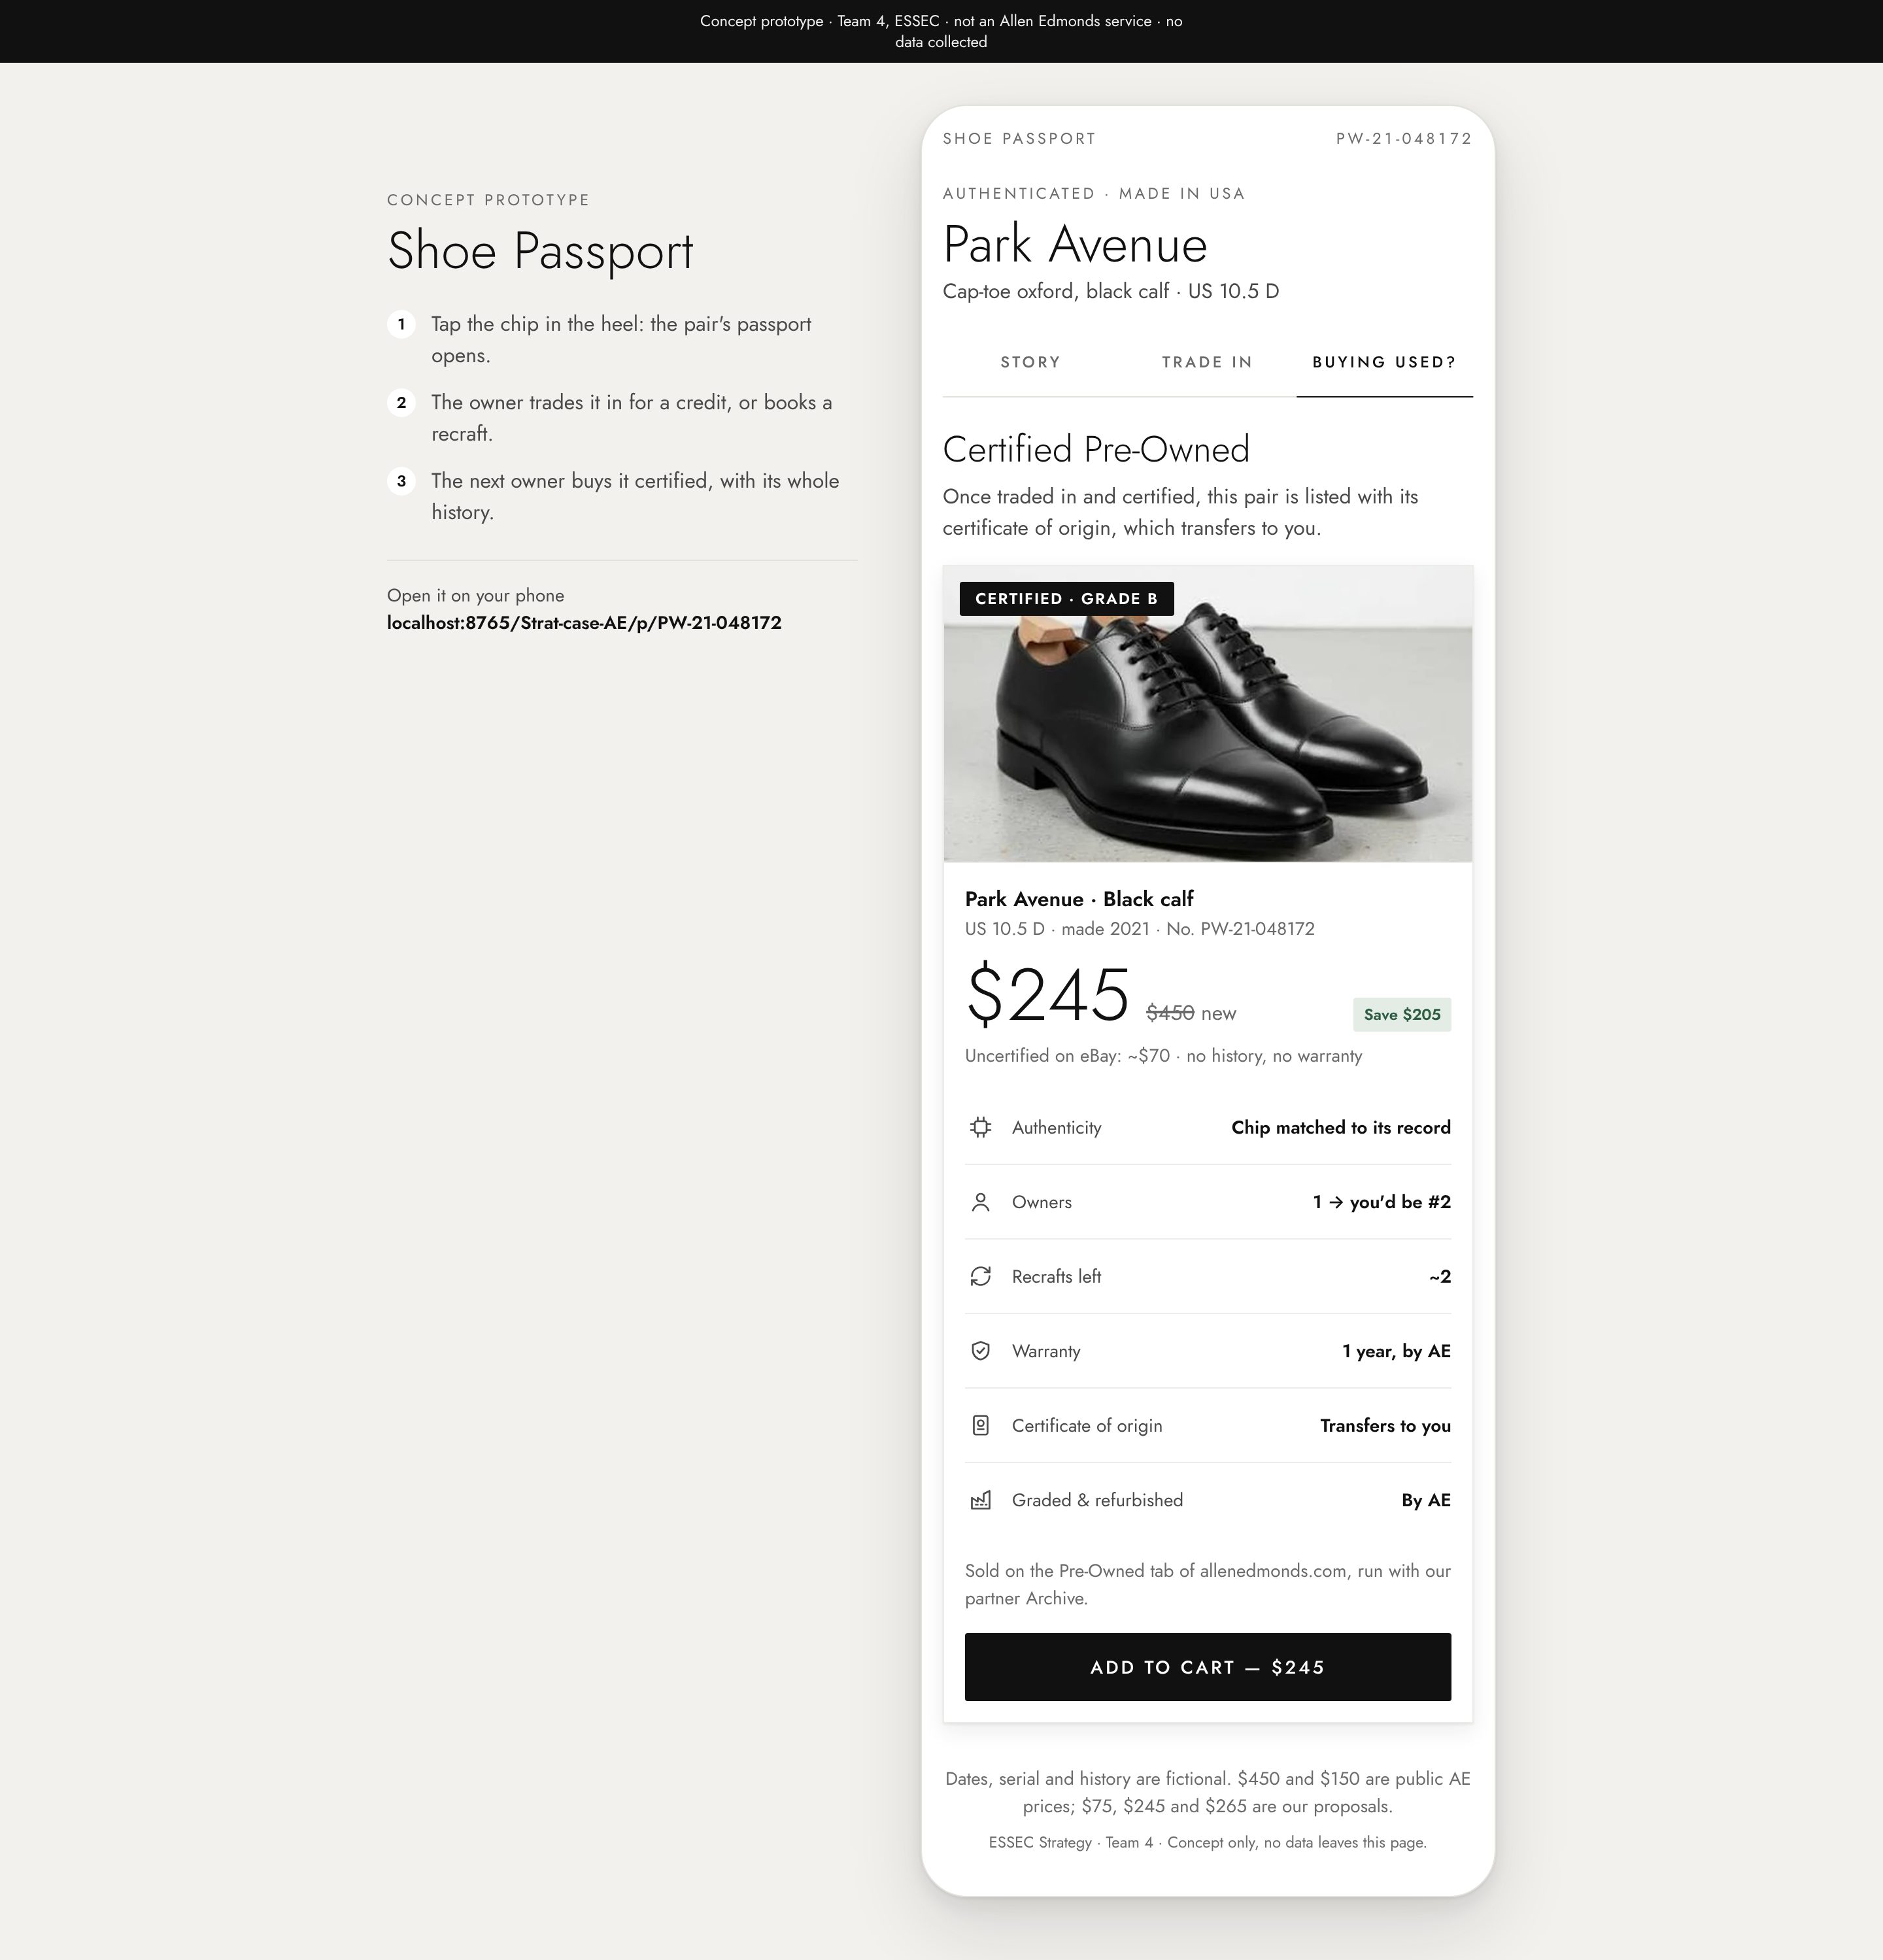 Concept prototype · Team 4, ESSEC · not an Allen Edmonds service · no
data collected
CONCEPT PROTOTYPE
Shoe Passport
1 Tap the chip in the heel: the pair's passport
opens.
2 The owner trades it in for a credit, or books a
recraft.
3 The next owner buys it certified, with its whole
history.
Open it on your phone
localhost:8765/Strat-case-AE/p/PW-21-048172
SHOE PASSPORT PW-21-048172
AUTHENTICATED · MADE IN USA
Park Avenue
Cap-toe oxford, black calf · US 10.5 D
STORY TRADE IN BUYING USED?
Certified Pre-Owned
Once traded in and certified, this pair is listed with its
certificate of origin, which transfers to you.
CERTIFIED · GRADE B
Park Avenue · Black calf
US 10.5 D · made 2021 · No. PW-21-048172
$245 $450 new Save $205
Uncertified on eBay: ~$70 · no history, no warranty
Authenticity Chip matched to its record
Owners 1 → you'd be #2
Recrafts left ~2
Warranty 1 year, by AE
Certificate of origin Transfers to you
Graded & refurbished By AE
Sold on the Pre-Owned tab of allenedmonds.com, run with our
partner Archive.
ADD TO CART — $245
Dates, serial and history are fictional. $450 and $150 are public AE
prices; $75, $245 and $265 are our proposals.
ESSEC Strategy · Team 4 · Concept only, no data leaves this page.